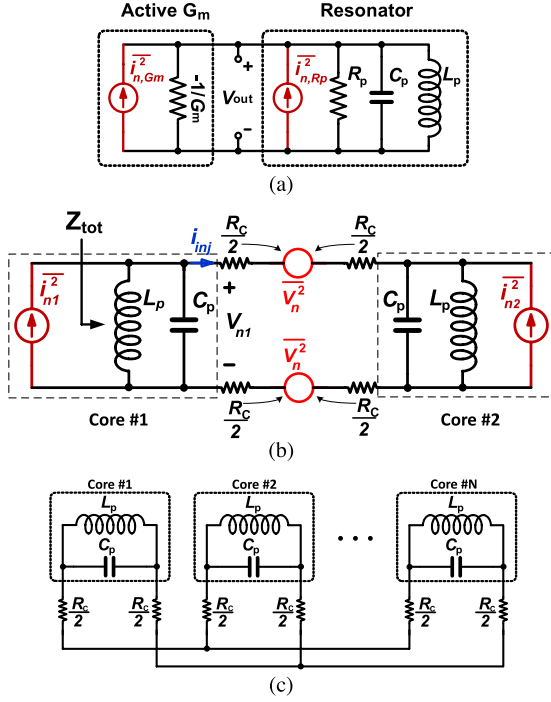 Active Gm
Resonator
i²n,Gm
-1/Gm
+
Vout
−
i²n,Rp
Rp
Cp
Lp
(a)
Ztot
iinj
RC/2
RC/2
i²n1
Lp
Cp
+
Vn1
−
V²n
V²n
Cp
Lp
i²n2
RC/2
RC/2
Core #1
Core #2
(b)
Core #1
Core #2
Core #N
Lp
Lp
Lp
Cp
Cp
• • •
Cp
Rc/2
Rc/2
Rc/2
Rc/2
Rc/2
Rc/2
(c)